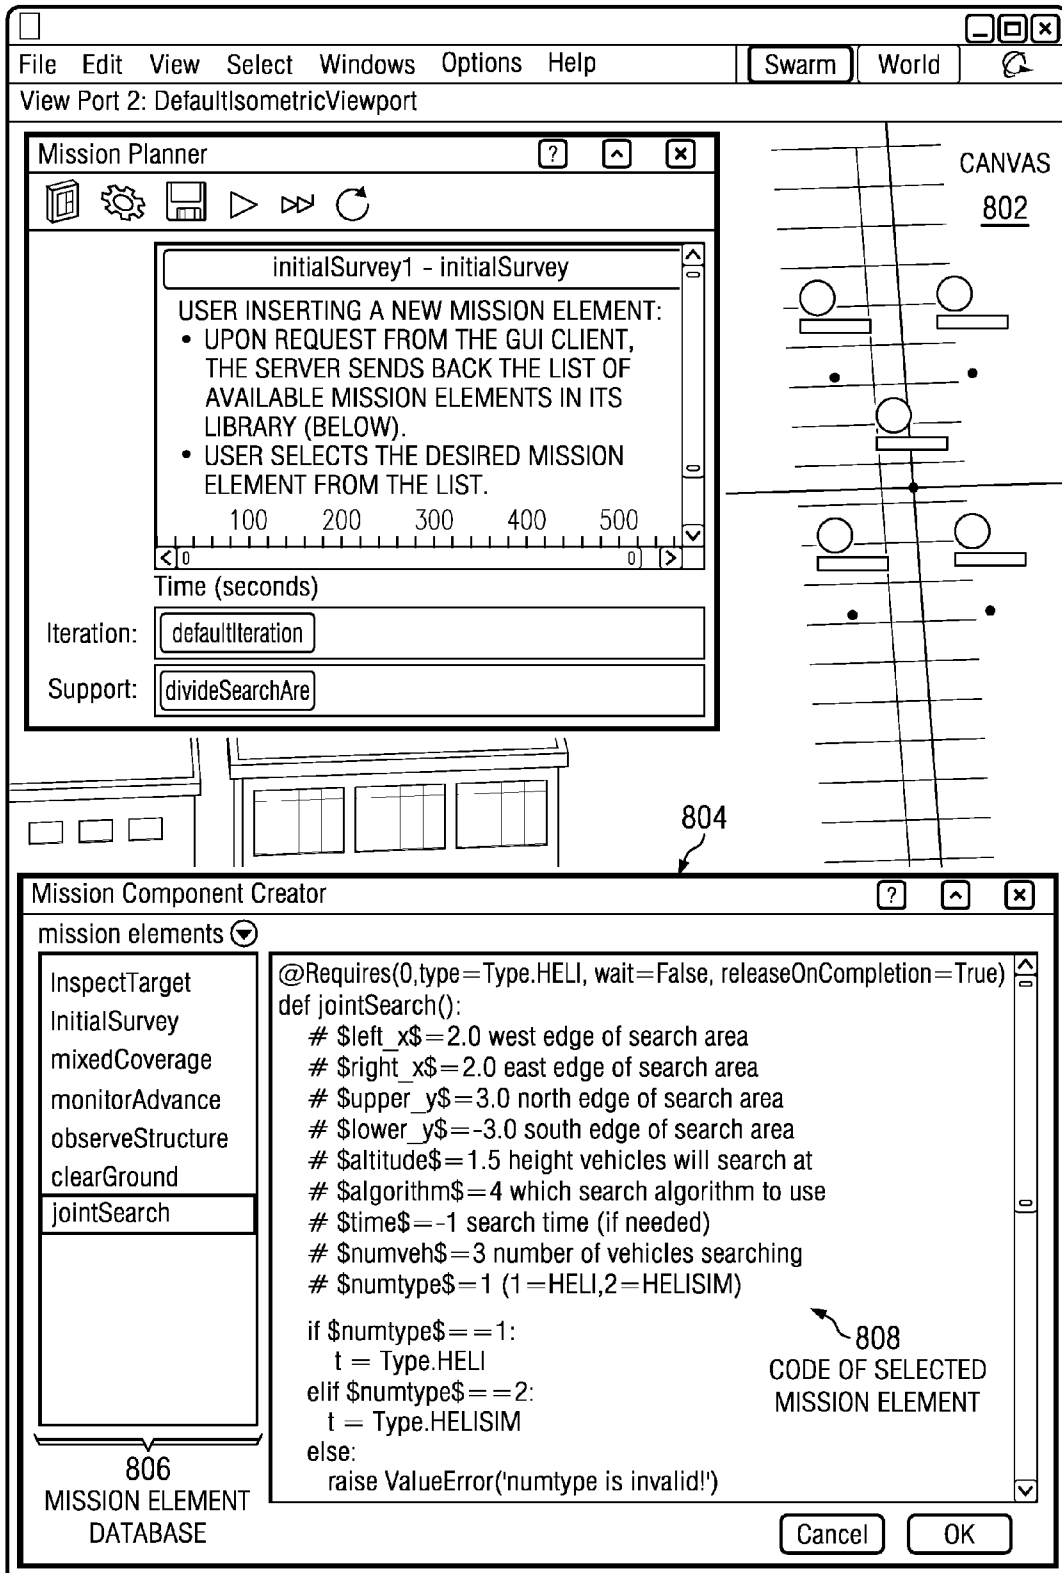 File Edit View Select Windows Options Help Swarm World
View Port 2: DefaultIsometricViewport
Mission Planner ?
CANVAS
802
initialSurvey1 - initialSurvey
USER INSERTING A NEW MISSION ELEMENT:
• UPON REQUEST FROM THE GUI CLIENT,
THE SERVER SENDS BACK THE LIST OF
AVAILABLE MISSION ELEMENTS IN ITS
LIBRARY (BELOW).
• USER SELECTS THE DESIRED MISSION
ELEMENT FROM THE LIST.
100 200 300 400 500
Time (seconds)
Iteration: defaultIteration
Support: divideSearchAre
804
Mission Component Creator ?
mission elements
InspectTarget
InitialSurvey
mixedCoverage
monitorAdvance
observeStructure
clearGround
jointSearch
@Requires(0,type=Type.HELI, wait=False, releaseOnCompletion=True)
def jointSearch():
# $left_x$=2.0 west edge of search area
# $right_x$=2.0 east edge of search area
# $upper_y$=3.0 north edge of search area
# $lower_y$=-3.0 south edge of search area
# $altitude$=1.5 height vehicles will search at
# $algorithm$=4 which search algorithm to use
# $time$=-1 search time (if needed)
# $numveh$=3 number of vehicles searching
# $numtype$=1 (1=HELI,2=HELISIM)
if $numtype$==1:
t = Type.HELI
elif $numtype$==2:
t = Type.HELISIM
else:
raise ValueError('numtype is invalid!')
808
CODE OF SELECTED
MISSION ELEMENT
806
MISSION ELEMENT
DATABASE
Cancel OK